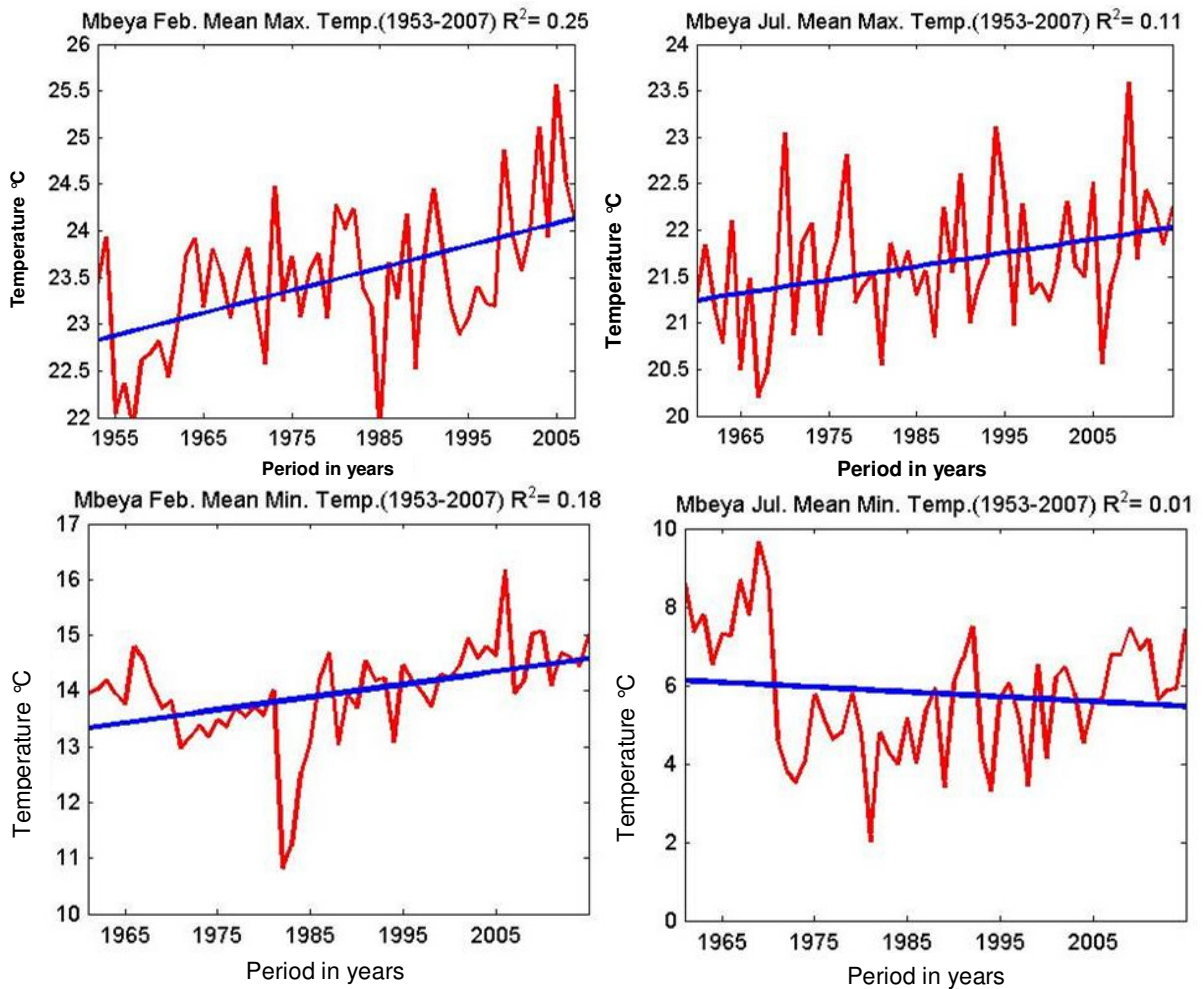 Mbeya Feb. Mean Max. Temp.(1953-2007) R²= 0.25
26
25.5
25
24.5
24
23.5
23
22.5
22
Temperature °C
1955 1965 1975 1985 1995 2005
Period in years
Mbeya Jul. Mean Max. Temp.(1953-2007) R²= 0.11
24
23.5
23
22.5
22
21.5
21
20.5
20
Temperature °C
1965 1975 1985 1995 2005
Period in years
Mbeya Feb. Mean Min. Temp.(1953-2007) R²= 0.18
17
16
15
14
13
12
11
10
Temperature °C
1965 1975 1985 1995 2005
Period in years
Mbeya Jul. Mean Min. Temp.(1953-2007) R²= 0.01
10
8
6
4
2
0
Temperature °C
1965 1975 1985 1995 2005
Period in years